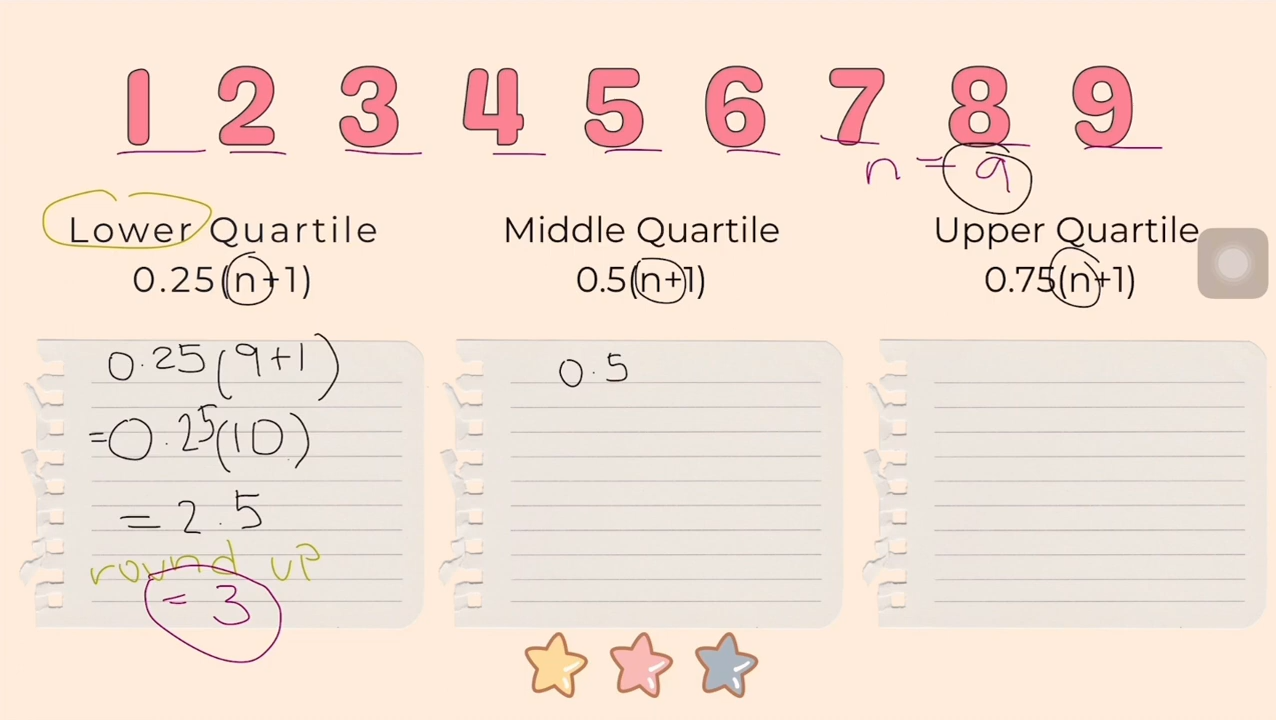 1 2 3 4 5 6 7 8 9
n = 9
Lower Quartile
0.25(n+1)
0.25(9+1)
=0.25(10)
= 2.5
round up
= 3
Middle Quartile
0.5(n+1)
0.5
Upper Quartile
0.75(n+1)